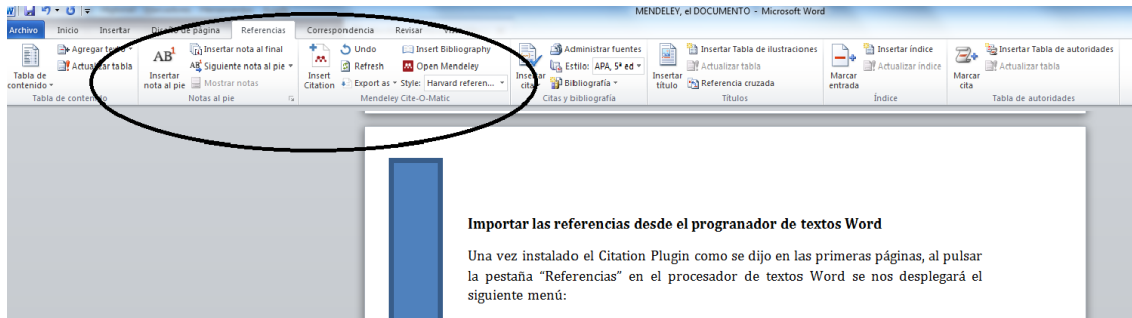 MENDELEY, el DOCUMENTO - Microsoft Word
Archivo Inicio Insertar Diseño de página Referencias Correspondencia Revisar
Agregar texto Insertar nota al final Undo Insert Bibliography Administrar fuentes Insertar Tabla de ilustraciones Insertar índice Insertar Tabla de autoridades
Actualizar tabla Siguiente nota al pie Refresh Open Mendeley Estilo: APA, 5ª ed Actualizar tabla Actualizar índice Actualizar tabla
Tabla de contenido AB¹ Insertar nota al pie Mostrar notas Insert Citation Export as Style: Harvard referen... Insertar cita Bibliografía Insertar título Referencia cruzada Marcar entrada Marcar cita
Tabla de contenido Notas al pie Mendeley Cite-O-Matic Citas y bibliografía Títulos Índice Tabla de autoridades
Importar las referencias desde el progranador de textos Word
Una vez instalado el Citation Plugin como se dijo en las primeras páginas, al pulsar
la pestaña “Referencias” en el procesador de textos Word se nos desplegará el
siguiente menú: